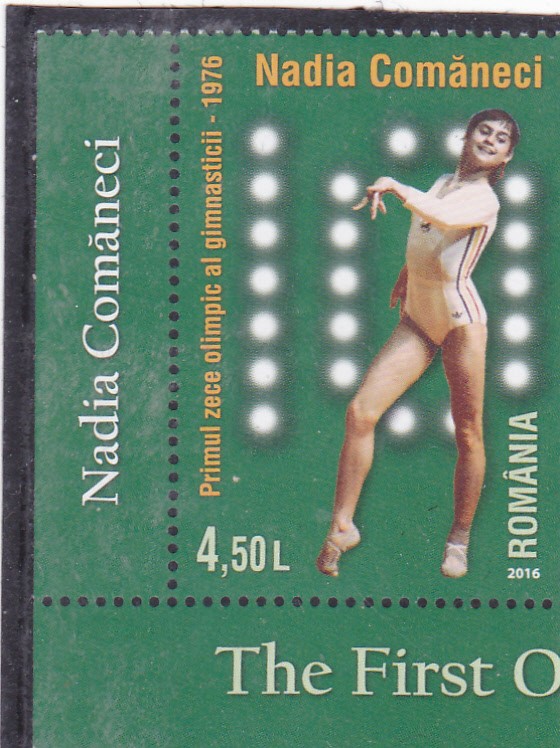 Nadia Comăneci
Nadia Comăneci
Primul zece olimpic al gimnasticii - 1976
ROMÂNIA
4,50 L
2016
The First O